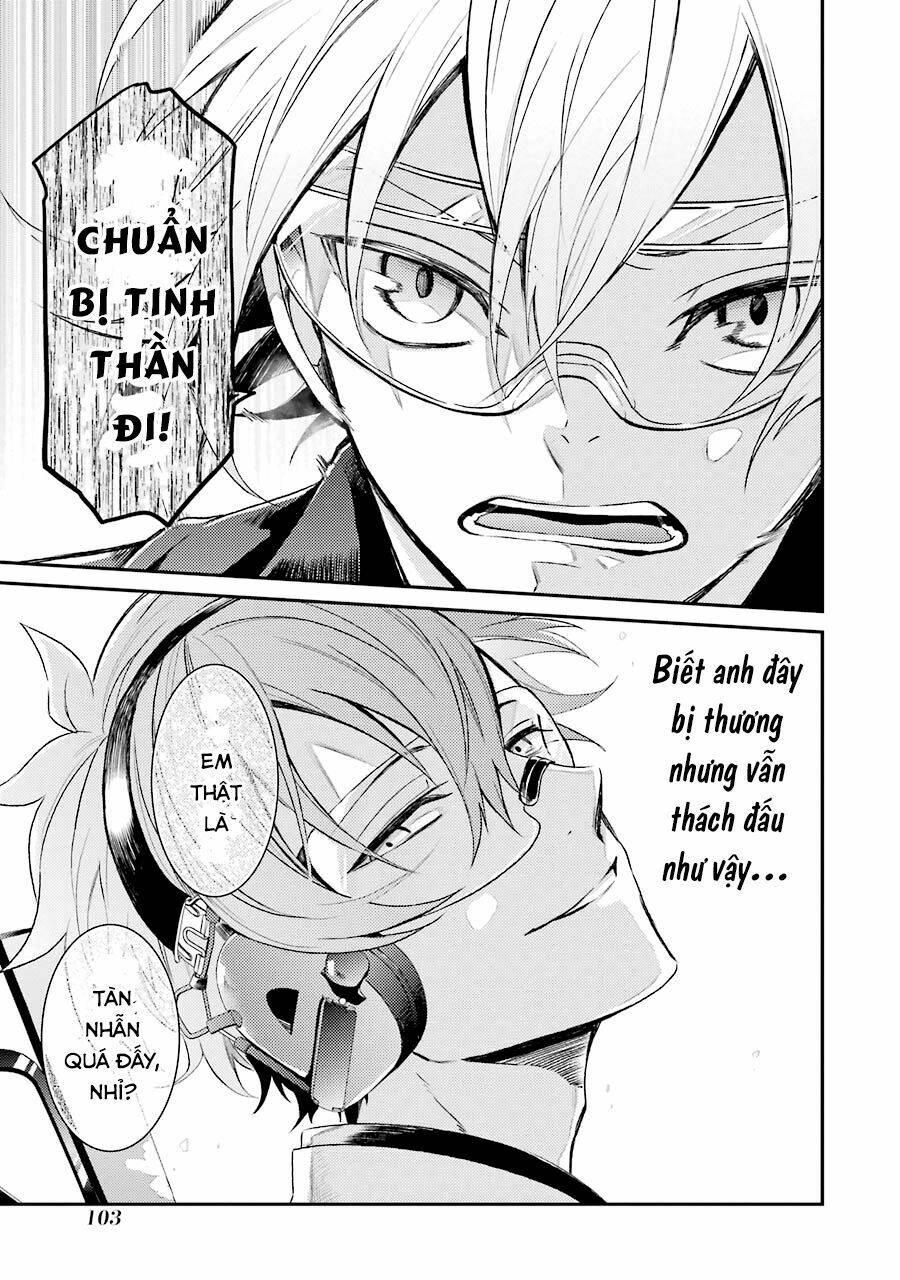 CHUẨN
BỊ TINH
THẦN
ĐI!
Biết anh đây
bị thương
nhưng vẫn
thách đấu
như vậy...
EM
THẬT
LÀ
TÀN
NHẪN
QUÁ ĐẤY,
NHỈ?
103